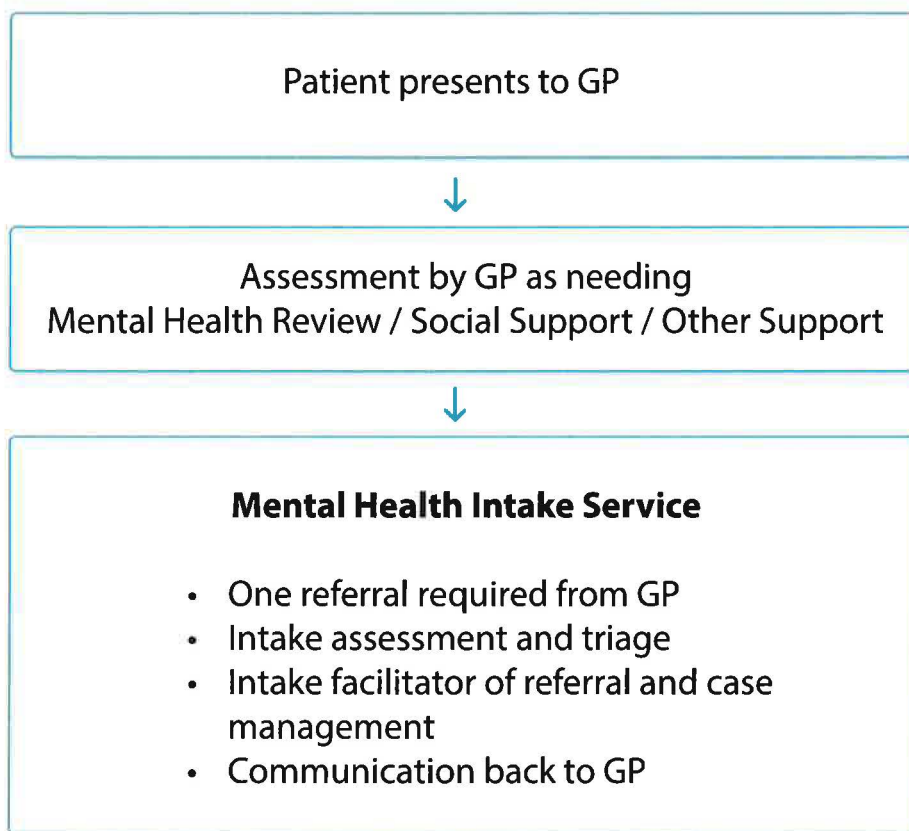 Patient presents to GP
Assessment by GP as needing
Mental Health Review / Social Support / Other Support
Mental Health Intake Service
• One referral required from GP
• Intake assessment and triage
• Intake facilitator of referral and case
management
• Communication back to GP